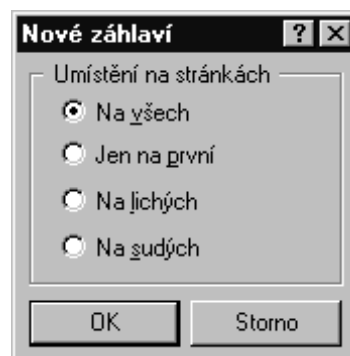 Nové záhlaví
Umístění na stránkách
Na všech
Jen na první
Na lichých
Na sudých
OK Storno